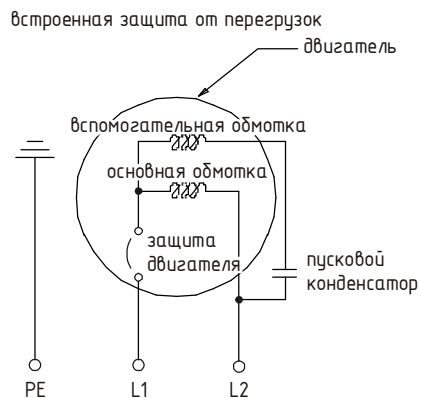 встроенная защита от перегрузок
двигатель
вспомогательная обмотка
основная обмотка
защита
двигателя
пусковой
конденсатор
PE
L1
L2